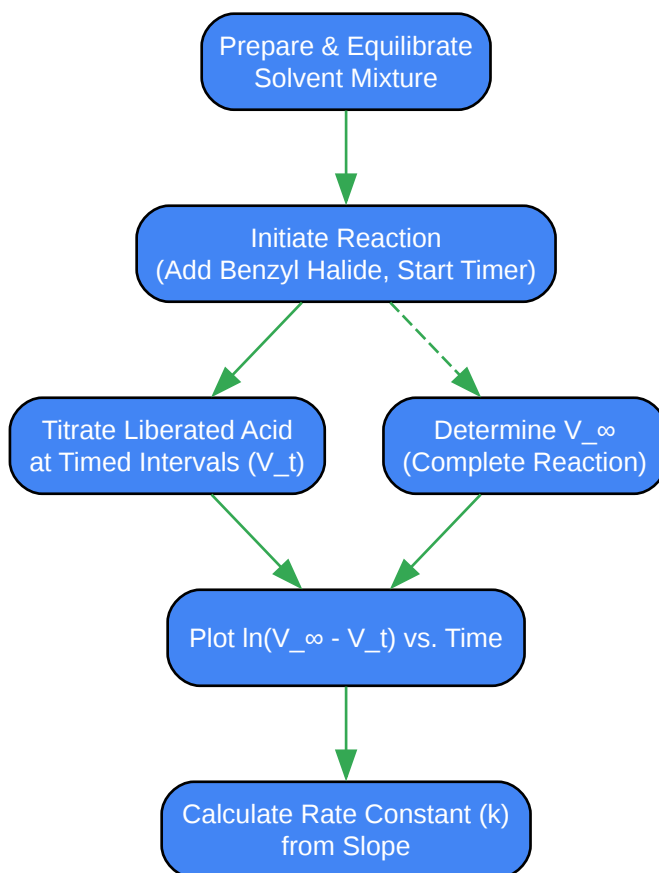 Prepare & Equilibrate
Solvent Mixture
Initiate Reaction
(Add Benzyl Halide, Start Timer)
Titrate Liberated Acid
at Timed Intervals (V_t)
Determine V_∞
(Complete Reaction)
Plot ln(V_∞ - V_t) vs. Time
Calculate Rate Constant (k)
from Slope